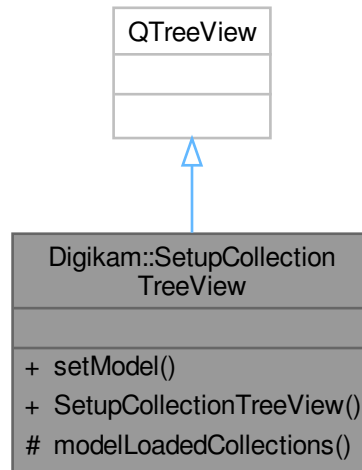 QTreeView
Digikam::SetupCollection
TreeView
+ setModel()
+ SetupCollectionTreeView()
# modelLoadedCollections()